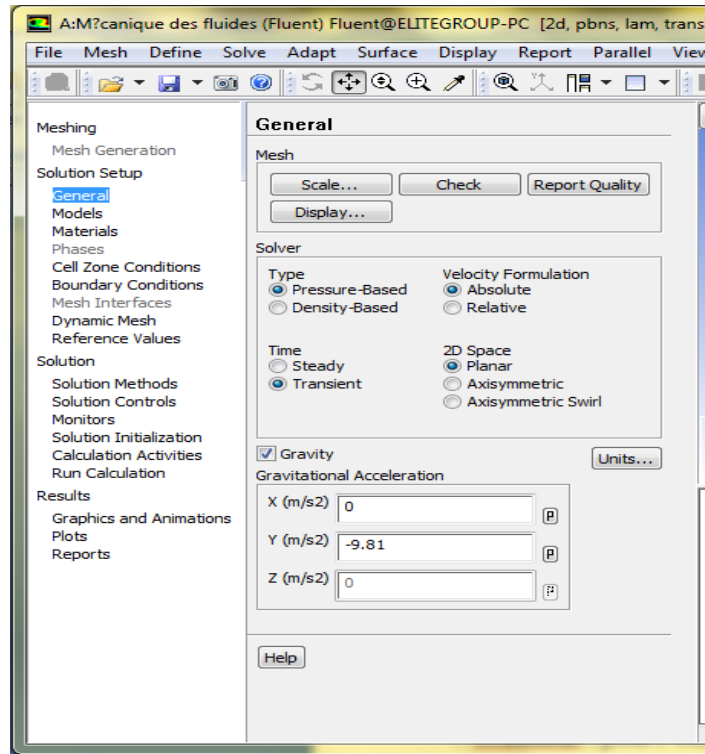 A:M?canique des fluides (Fluent) Fluent@ELITEGROUP-PC [2d, pbns, lam, trans
File Mesh Define Solve Adapt Surface Display Report Parallel View
Meshing
Mesh Generation
Solution Setup
General
Models
Materials
Phases
Cell Zone Conditions
Boundary Conditions
Mesh Interfaces
Dynamic Mesh
Reference Values
Solution
Solution Methods
Solution Controls
Monitors
Solution Initialization
Calculation Activities
Run Calculation
Results
Graphics and Animations
Plots
Reports
General
Mesh
Scale... Check Report Quality
Display...
Solver
Type Velocity Formulation
Pressure-Based Absolute
Density-Based Relative
Time 2D Space
Steady Planar
Transient Axisymmetric
Axisymmetric Swirl
Gravity Units...
Gravitational Acceleration
X (m/s2) 0 P
Y (m/s2) -9.81 P
Z (m/s2) 0 P
Help